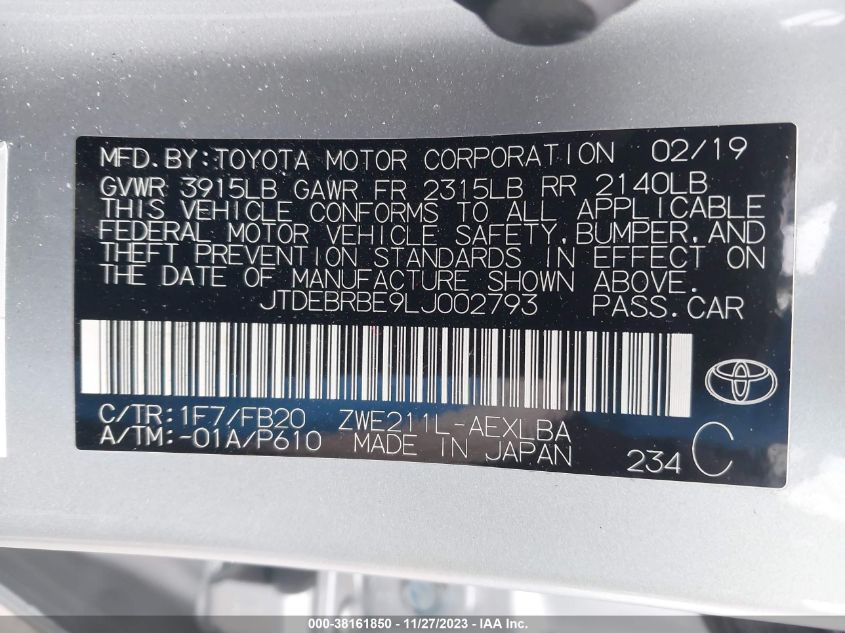 MFD. BY: TOYOTA MOTOR CORPORATION 02/19
GVWR 3915LB GAWR FR 2315LB RR 2140LB
THIS VEHICLE CONFORMS TO ALL APPLICABLE
FEDERAL MOTOR VEHICLE SAFETY, BUMPER, AND
THEFT PREVENTION STANDARDS IN EFFECT ON
THE DATE OF MANUFACTURE SHOWN ABOVE.
JTDEBRBE9LJ002793 PASS.CAR
C/TR: 1F7/FB20 ZWE211L-AEXLBA
A/TM: -01A/P610 MADE IN JAPAN 234 C
000-38161850 - 11/27/2023 - IAAI.com